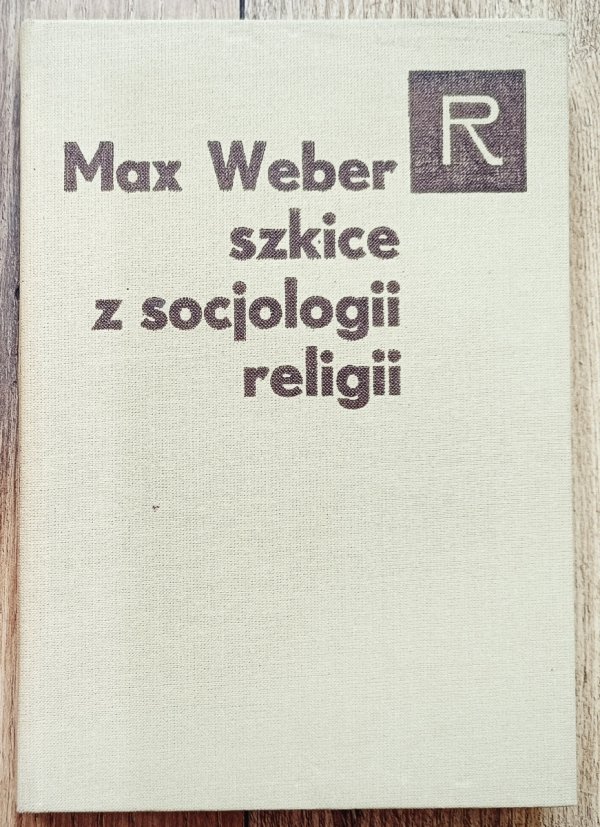 R
Max Weber
szkice
z socjologii
religii